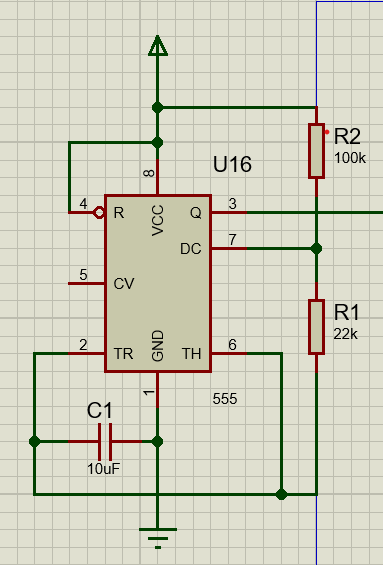 R2
100k
U16
8
4
R
VCC
Q
3
DC
7
5
CV
R1
22k
2
TR
GND
TH
6
1
555
C1
10uF